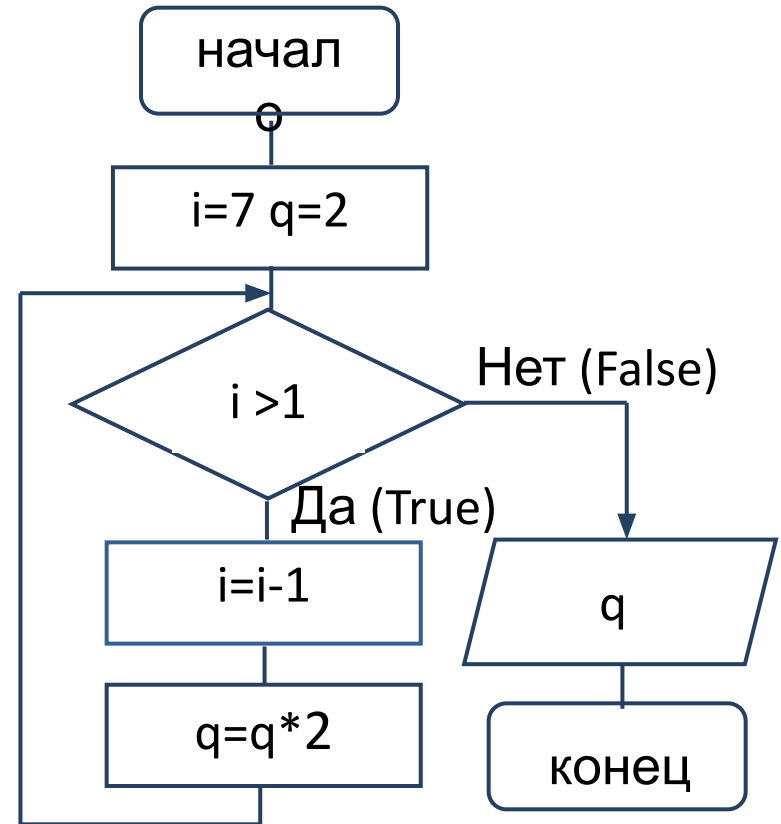 начал
о
i=7 q=2
i >1
Нет (False)
Да (True)
i=i-1
q=q*2
q
конец